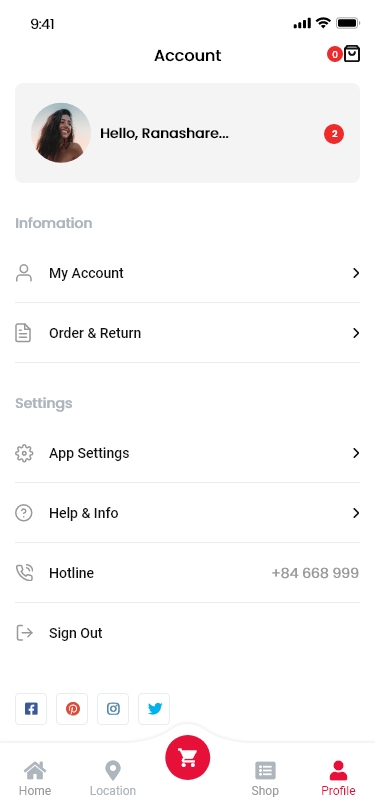 9:41
Account
0
Hello, Ranashare...
2
Infomation
My Account
Order & Return
Settings
App Settings
Help & Info
Hotline
+84 668 999
Sign Out
Home
Location
Shop
Profile